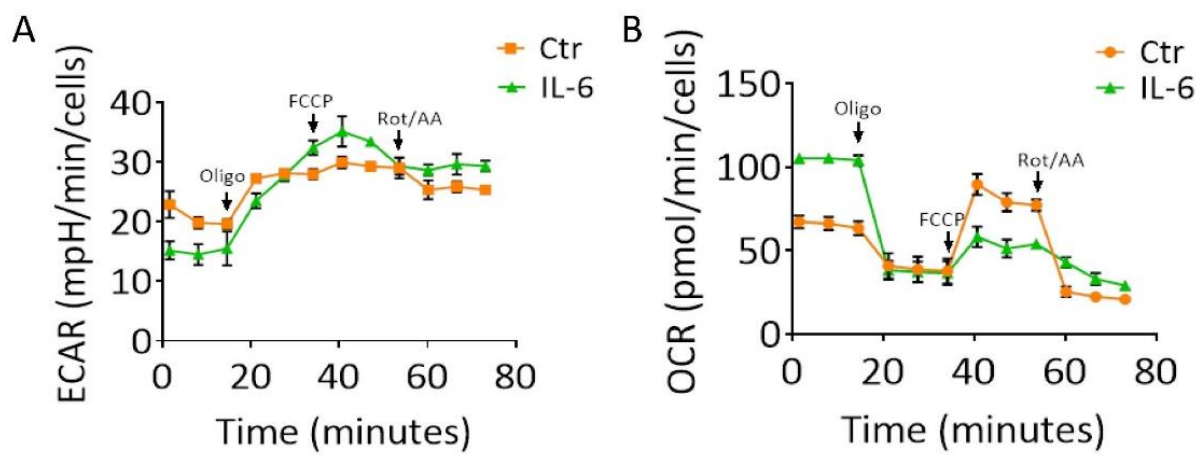 A
ECAR (mpH/min/cells)
40
30
20
10
0
0 20 40 60 80
Time (minutes)
Oligo
FCCP
Rot/AA
Ctr
IL-6
B
OCR (pmol/min/cells)
150
100
50
0
0 20 40 60 80
Time (minutes)
Oligo
FCCP
Rot/AA
Ctr
IL-6